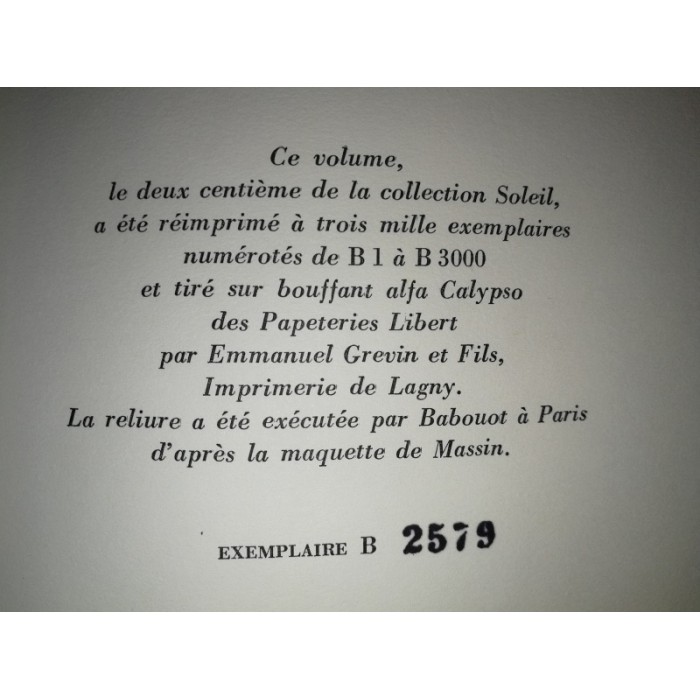 Ce volume,
le deux centième de la collection Soleil,
a été réimprimé à trois mille exemplaires
numérotés de B 1 à B 3000
et tiré sur bouffant alfa Calypso
des Papeteries Libert
par Emmanuel Grevin et Fils,
Imprimerie de Lagny.
La reliure a été exécutée par Babouot à Paris
d'après la maquette de Massin.
EXEMPLAIRE B 2579